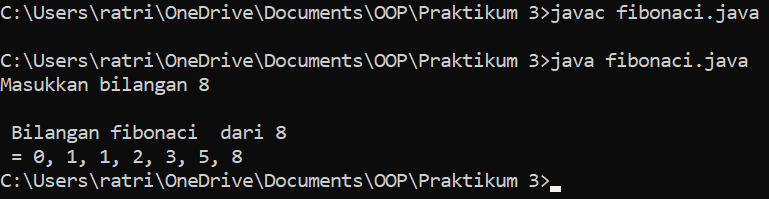 C:\Users\ratri\OneDrive\Documents\OOP\Praktikum 3>javac fibonaci.java
C:\Users\ratri\OneDrive\Documents\OOP\Praktikum 3>java fibonaci.java
Masukkan bilangan 8
Bilangan fibonaci  dari 8
= 0, 1, 1, 2, 3, 5, 8
C:\Users\ratri\OneDrive\Documents\OOP\Praktikum 3>